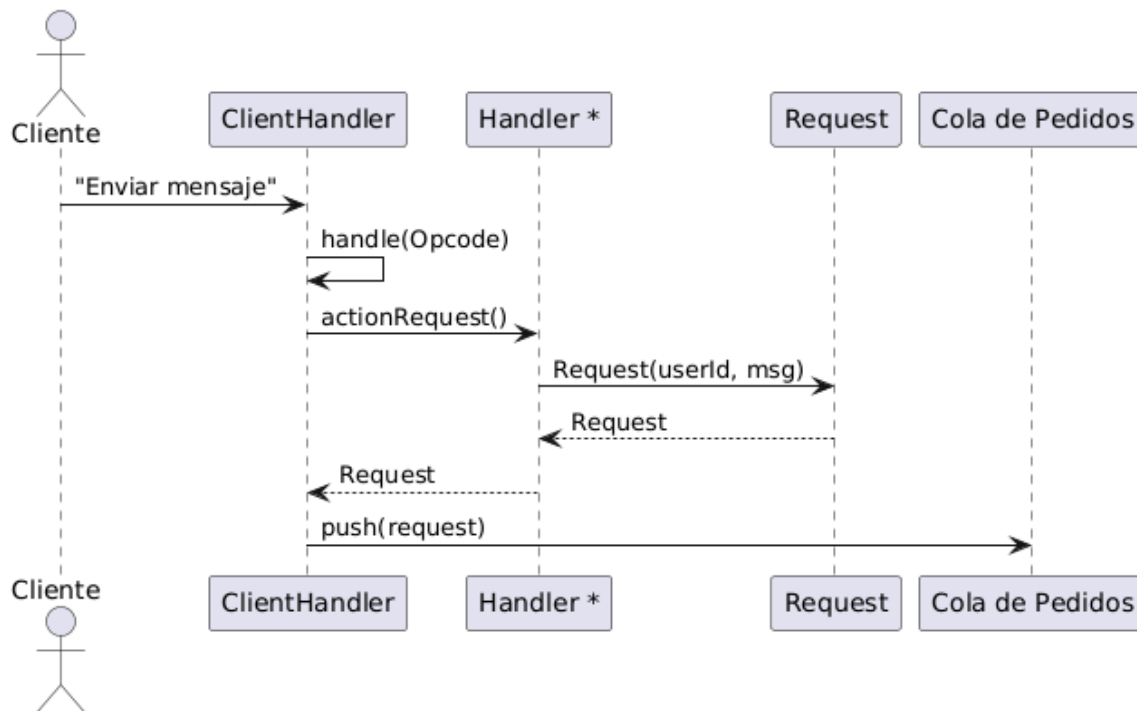 Cliente
ClientHandler
Handler *
Request
Cola de Pedidos
"Enviar mensaje"
handle(Opcode)
actionRequest()
Request(userId, msg)
Request
Request
push(request)
Cliente
ClientHandler
Handler *
Request
Cola de Pedidos